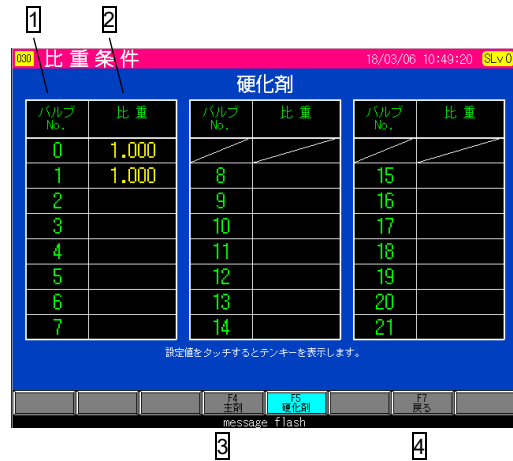 1 2
030 比重条件 18/03/06 10:49:20 SLv0
硬化剤
バルブ No. 比重 バルブ No. 比重 バルブ No. 比重
0 1.000
1 1.000 8 15
2 9 16
3 10 17
4 11 18
5 12 19
6 13 20
7 14 21
設定値をタッチするとテンキーを表示します。
F4 主剤 F5 硬化剤 F7 戻る
message flash
3 4